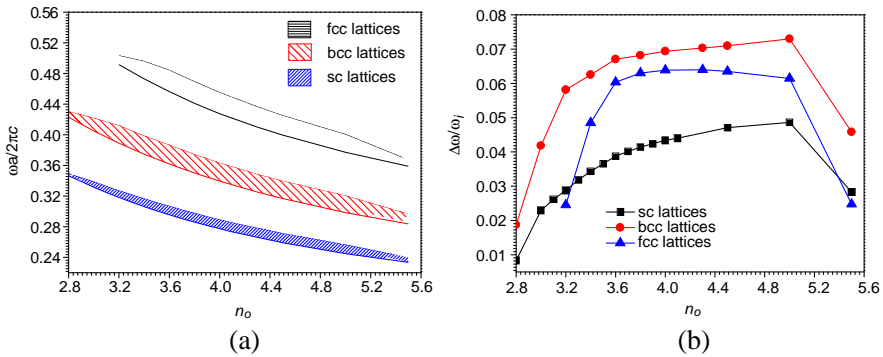 0.56
0.52
0.48
0.44
0.40
0.36
0.32
0.28
0.24
ωa/2πc
fcc lattices
bcc lattices
sc lattices
2.8 3.2 3.6 4.0 4.4 4.8 5.2 5.6
n_o
(a)
0.08
0.07
0.06
0.05
0.04
0.03
0.02
0.01
Δω/ω_i
sc lattices
bcc lattices
fcc lattices
2.8 3.2 3.6 4.0 4.4 4.8 5.2 5.6
n_o
(b)